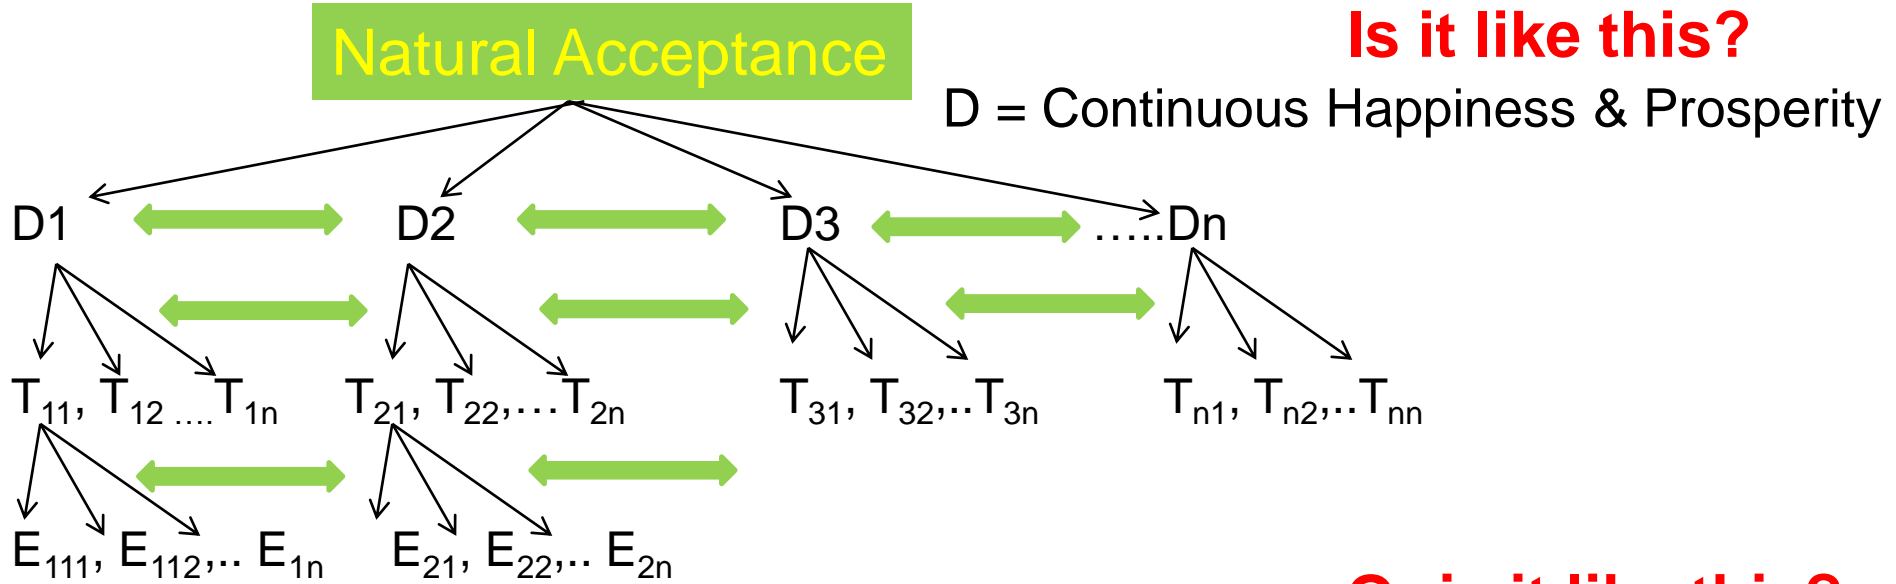 Natural Acceptance
Is it like this?
D = Continuous Happiness & Prosperity
D1 D2 D3 .....Dn
T11, T12 ....T1n T21, T22,...T2n T31, T32,..T3n Tn1, Tn2,..Tnn
E111, E112,.. E1n E21, E22,.. E2n